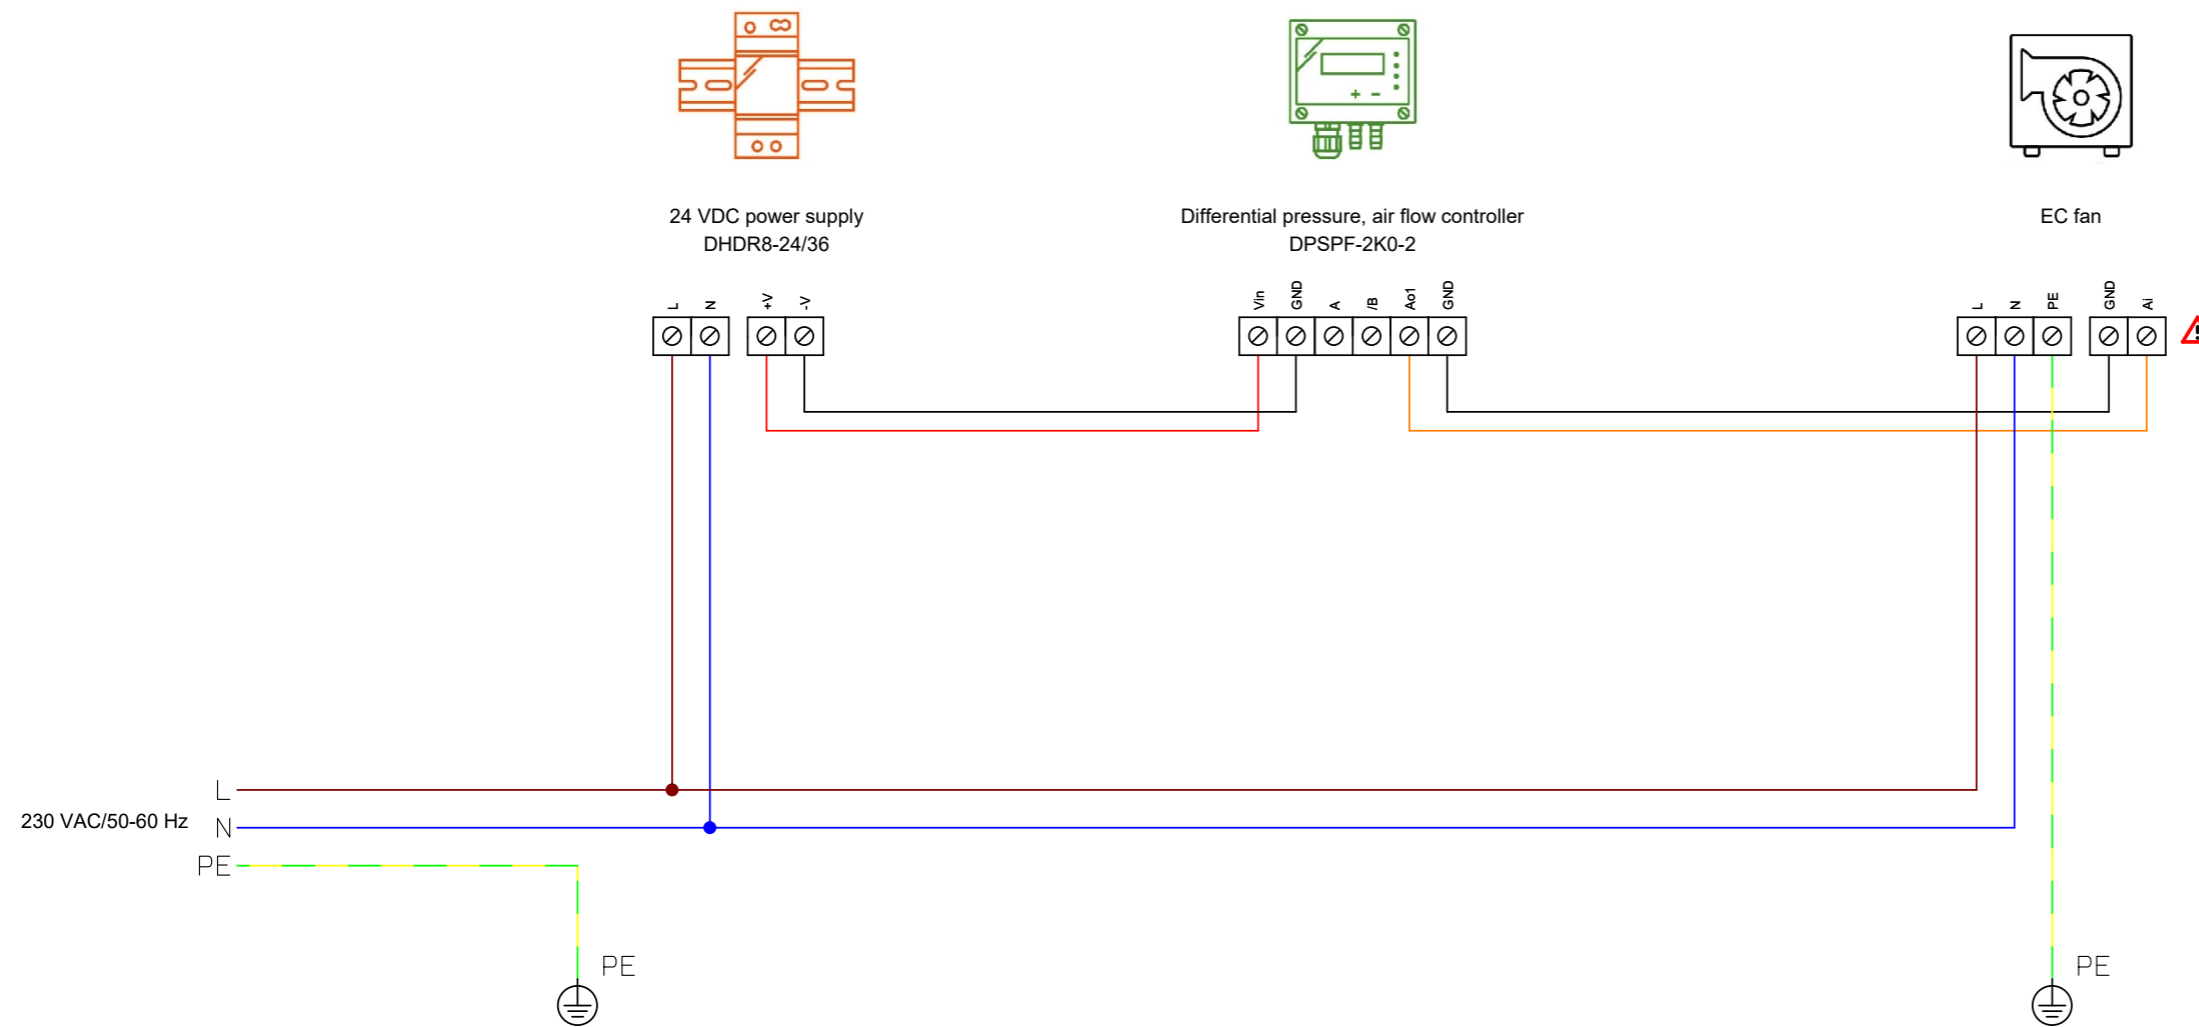 24 VDC power supply
DHDR8-24/36
Differential pressure, air flow controller
DPSPF-2K0-2
EC fan
L N +V -V
Vin GND A /B Ao1 GND
L N PE GND Ai
L
230 VAC/50-60 Hz N
PE
PE
PE